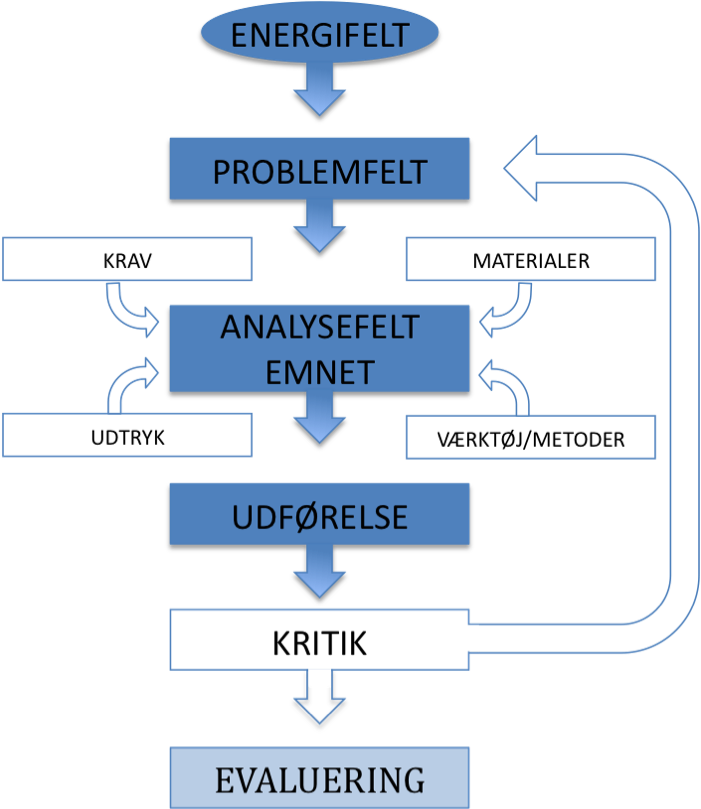 ENERGIFELT
PROBLEMFELT
KRAV
MATERIALER
ANALYSEFELT
EMNET
UDTRYK
VÆRKTØJ/METODER
UDFØRELSE
KRITIK
EVALUERING